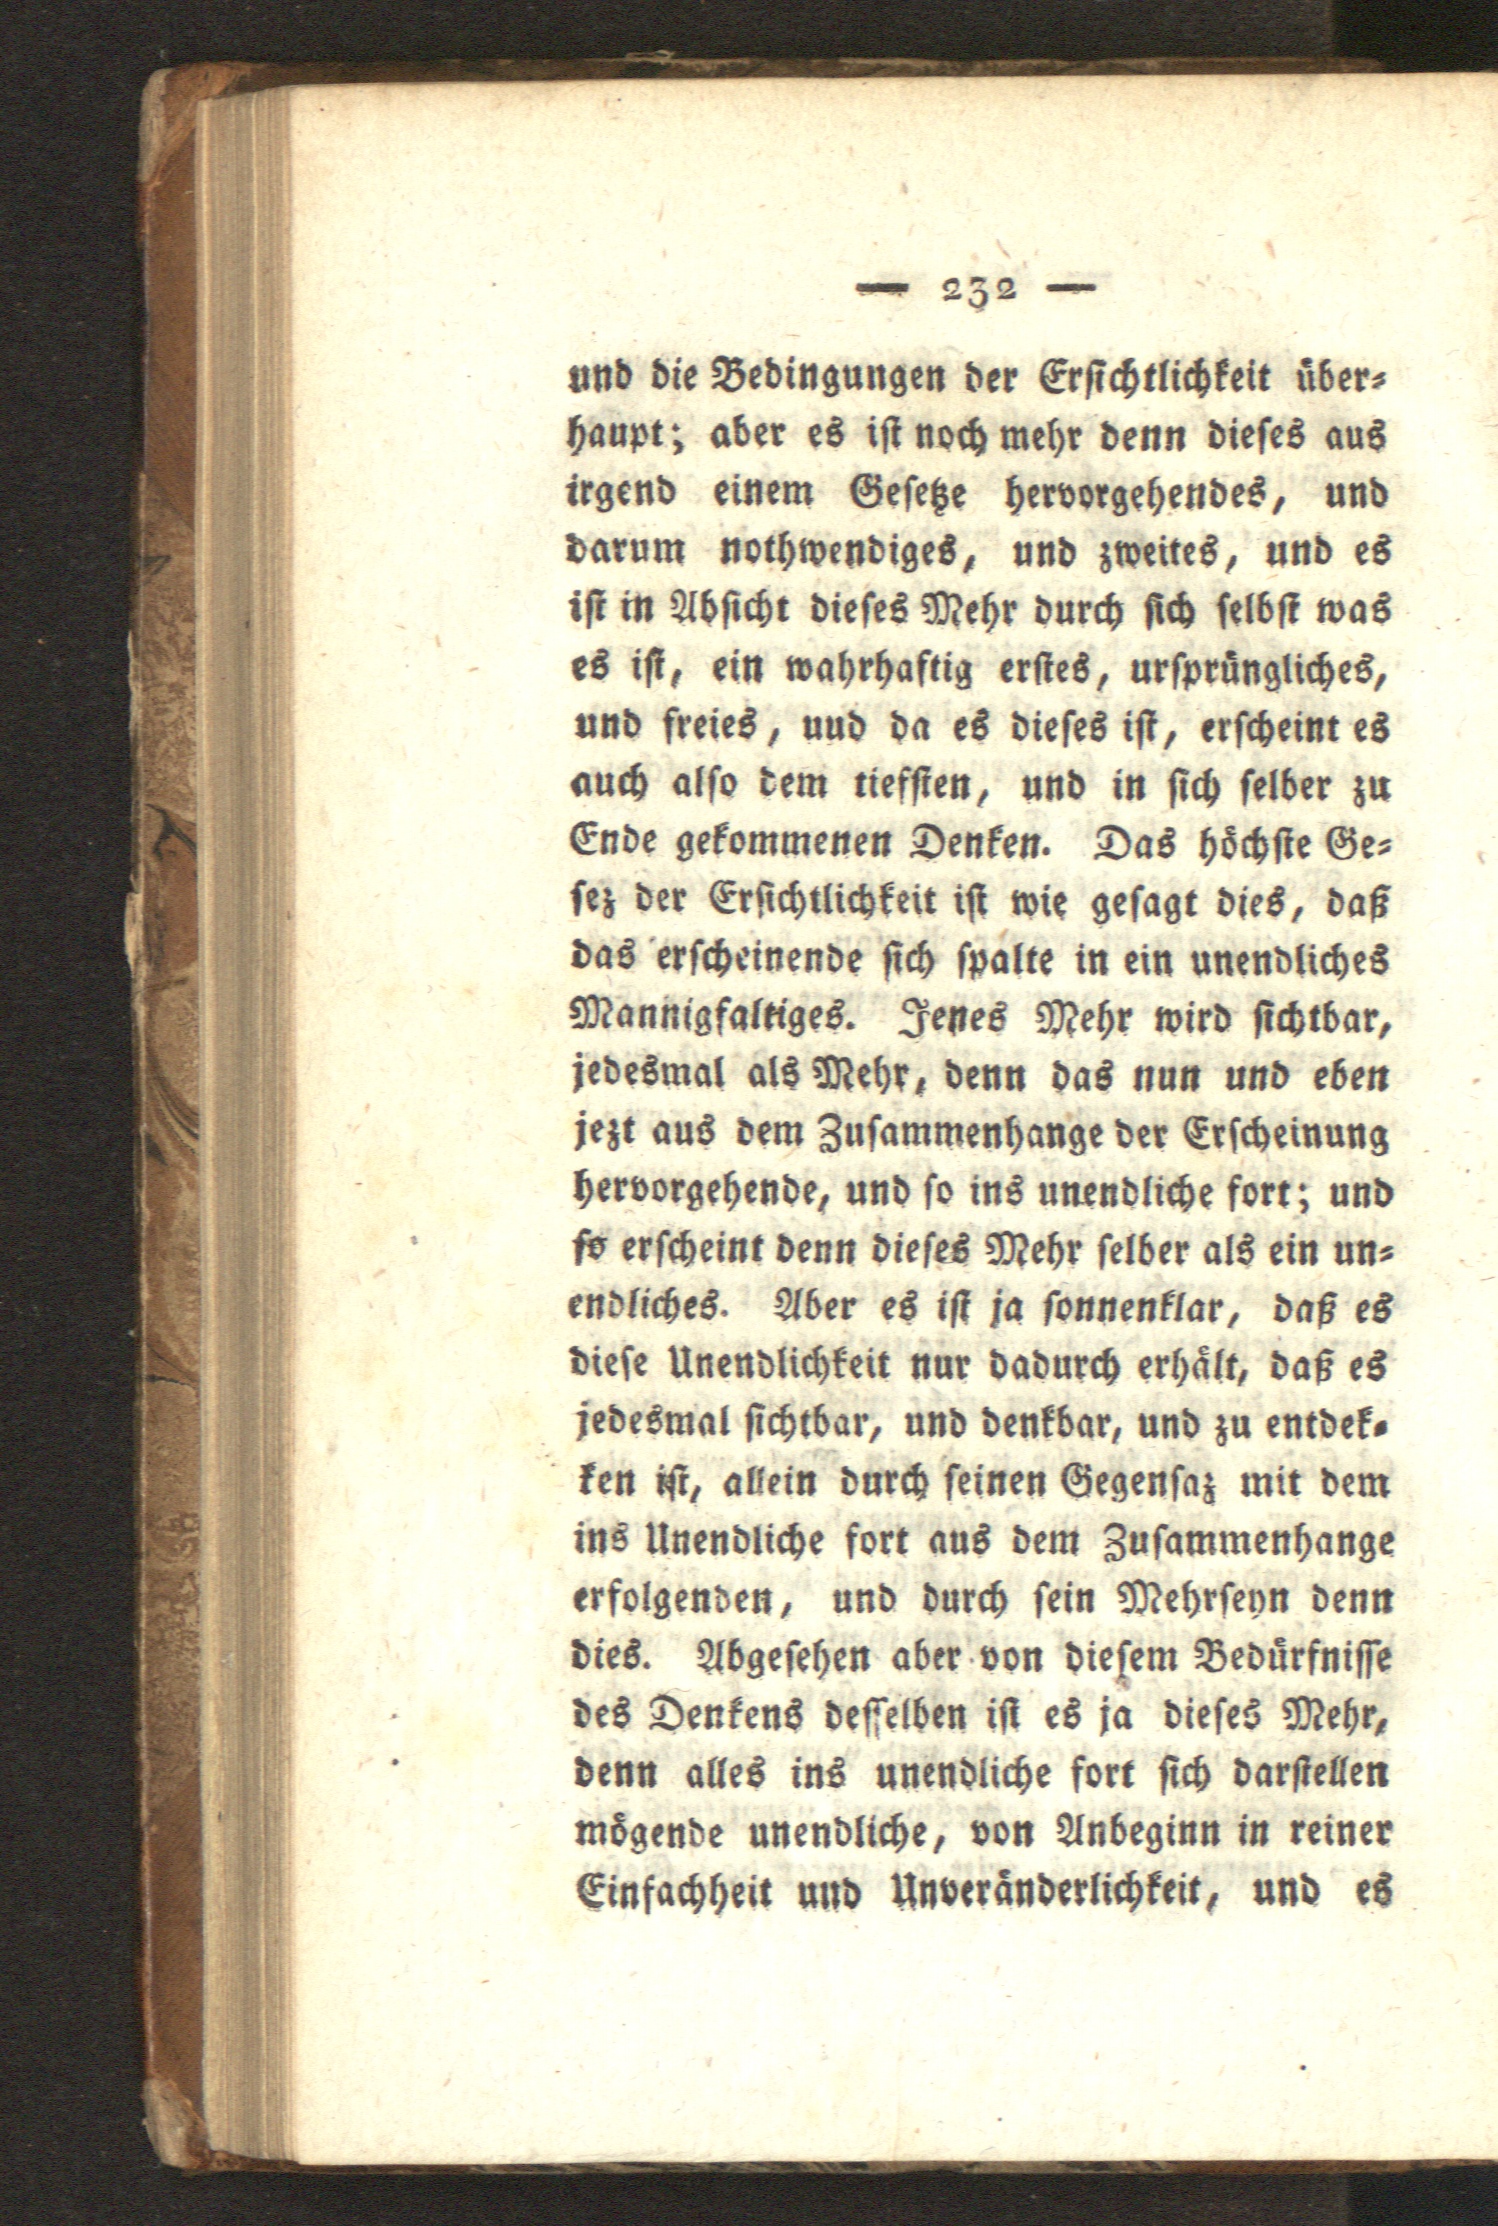 — 232 —
und die Bedingungen der Erſichtlichkeit über-
haupt; aber es iſt noch mehr denn dieſes aus
irgend einem Geſetze hervorgehendes, und
darum nothwendiges, und zweites, und es
iſt in Abſicht dieſes Mehr durch ſich ſelbſt was
es iſt, ein wahrhaftig erſtes, urſprüngliches,
und freies, uud da es dieſes iſt, erſcheint es
auch alſo dem tiefſten, und in ſich ſelber zu
Ende gekommenen Denken. Das höchſte Ge-
ſez der Erſichtlichkeit iſt wie geſagt dies, daß
das erſcheinende ſich ſpalte in ein unendliches
Mannigfaltiges. Jenes Mehr wird ſichtbar,
jedesmal als Mehr, denn das nun und eben
jezt aus dem Zuſammenhange der Erſcheinung
hervorgehende, und ſo ins unendliche fort; und
ſo erſcheint denn dieſes Mehr ſelber als ein un-
endliches. Aber es iſt ja ſonnenklar, daß es
dieſe Unendlichkeit nur dadurch erhält, daß es
jedesmal ſichtbar, und denkbar, und zu entdek-
ken iſt, allein durch ſeinen Gegenſaz mit dem
ins Unendliche fort aus dem Zuſammenhange
erfolgenden, und durch ſein Mehrſeyn denn
dies. Abgeſehen aber von dieſem Bedürfniſſe
des Denkens deſſelben iſt es ja dieſes Mehr,
denn alles ins unendliche fort ſich darſtellen
mögende unendliche, von Anbeginn in reiner
Einfachheit und Unveränderlichkeit, und es